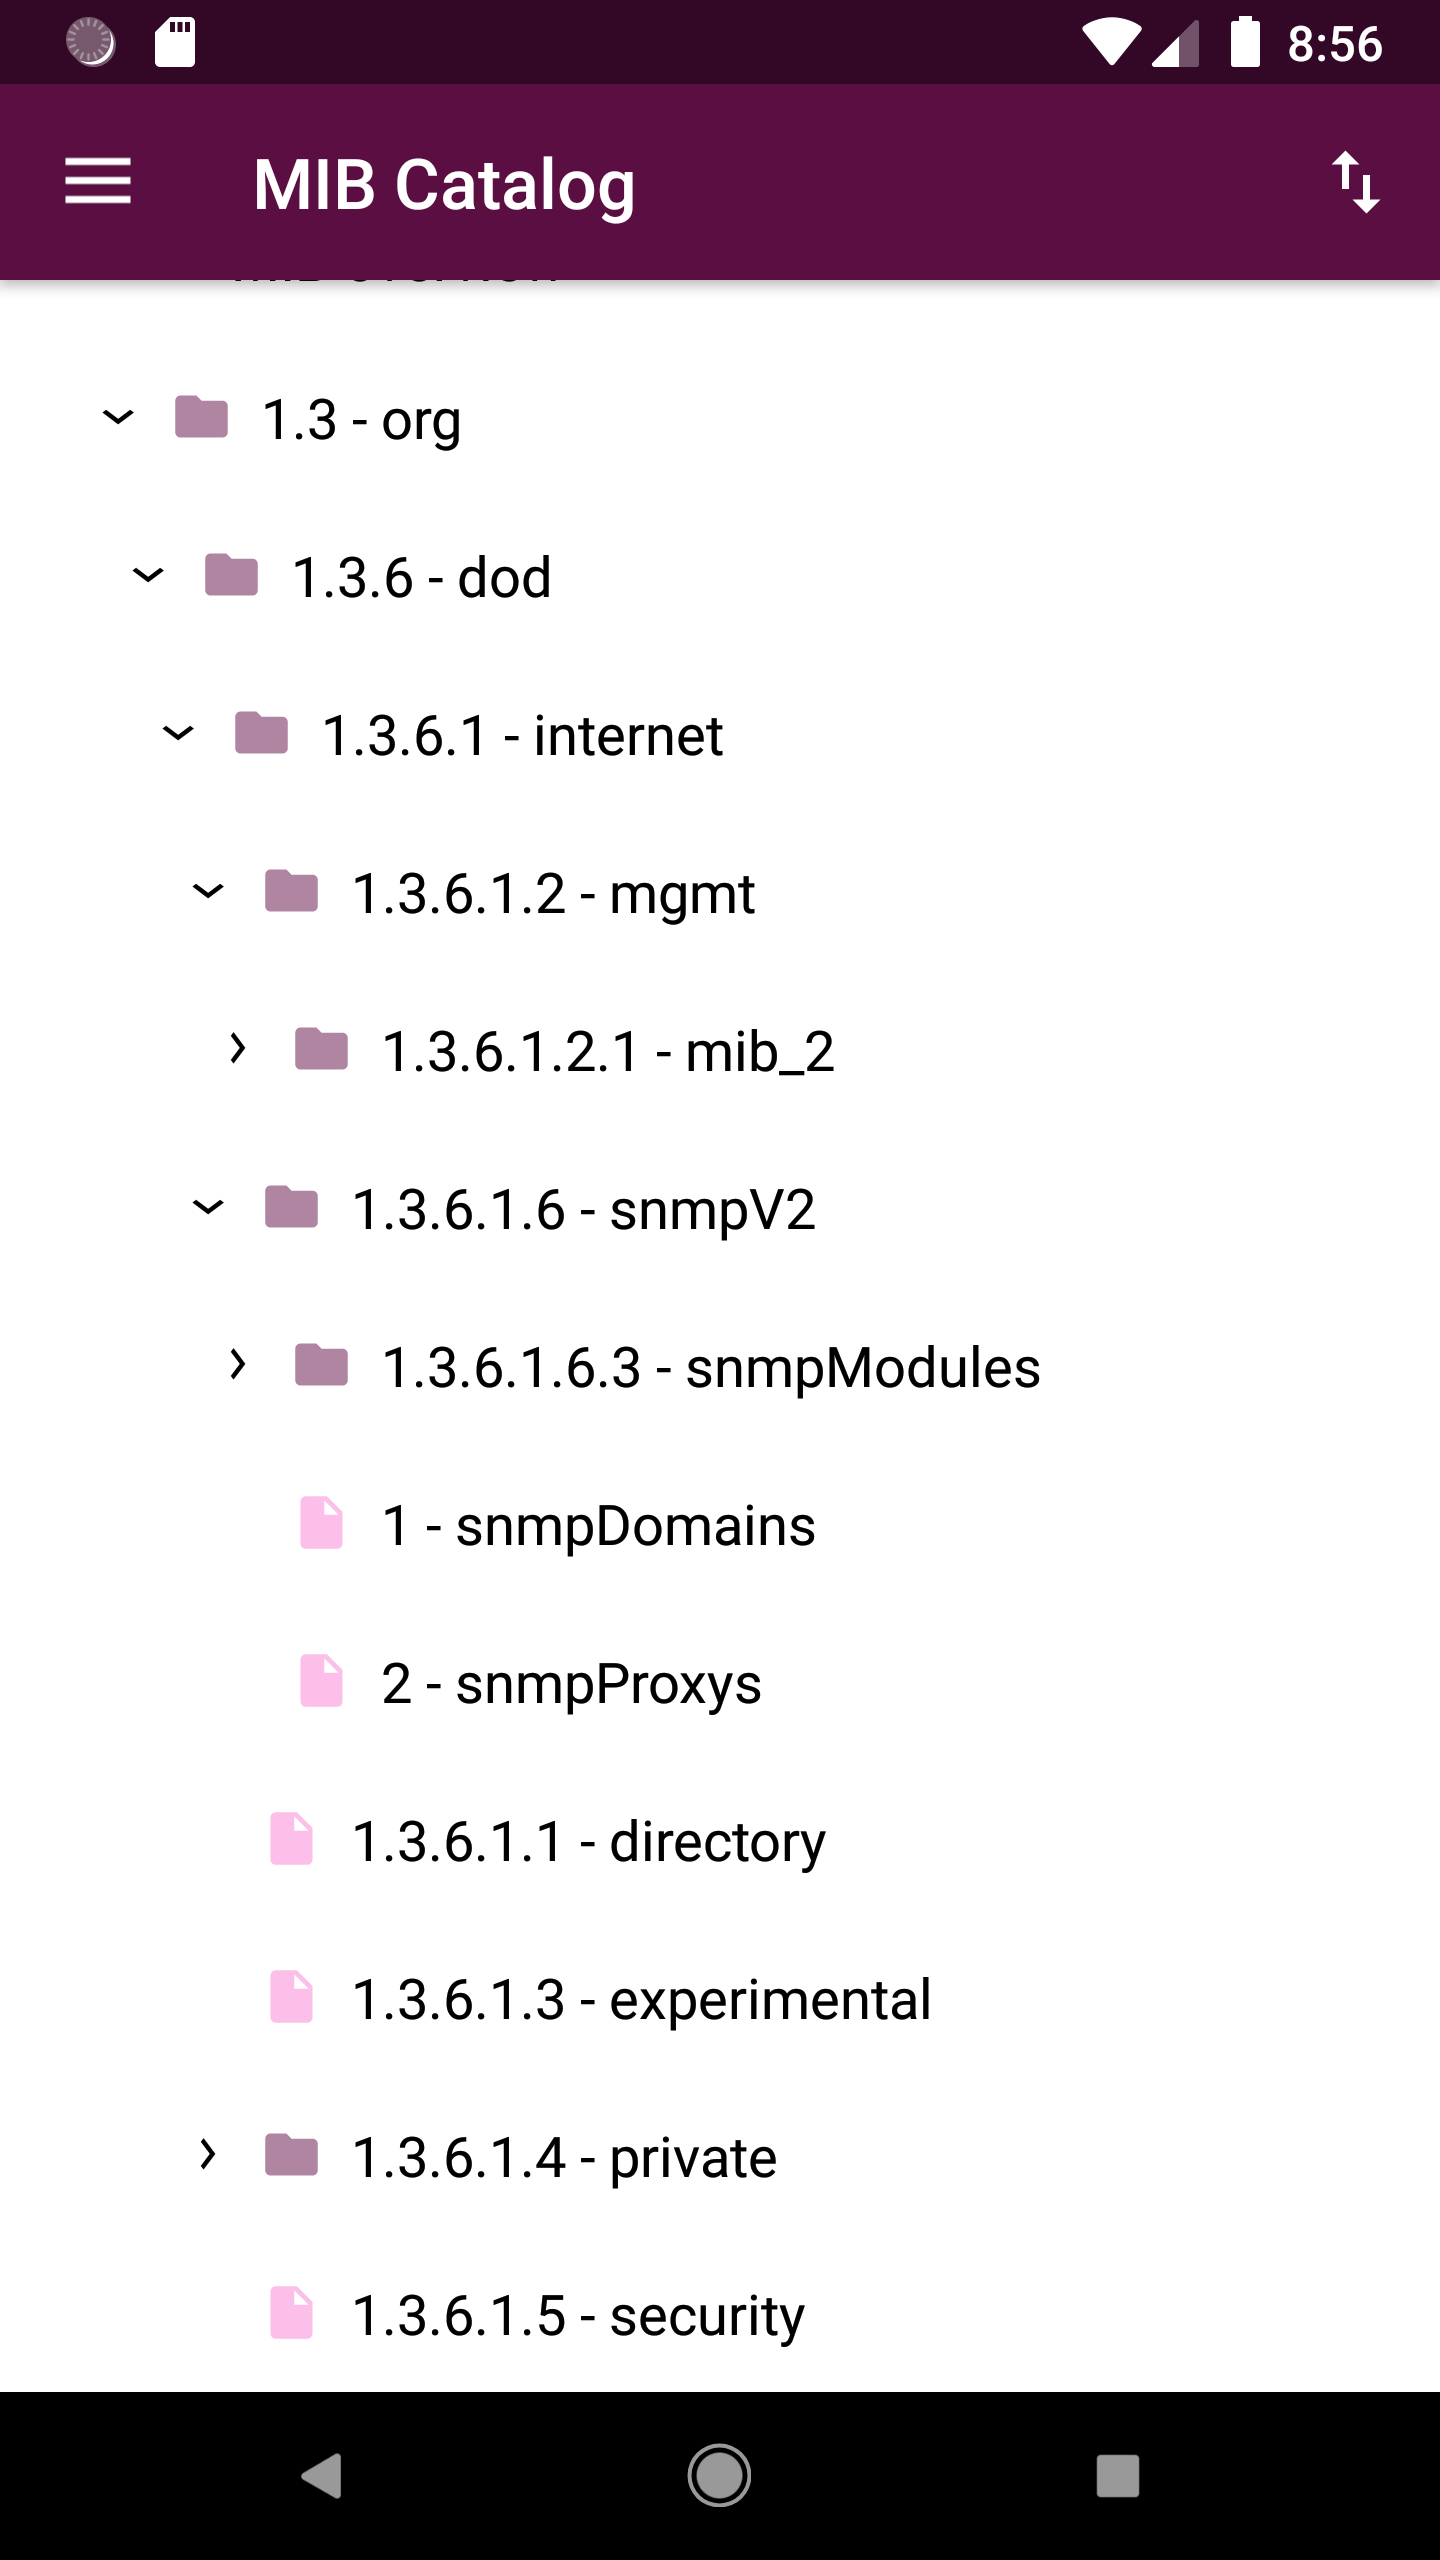 8:56
MIB Catalog
1.3 - org
1.3.6 - dod
1.3.6.1 - internet
1.3.6.1.2 - mgmt
1.3.6.1.2.1 - mib_2
1.3.6.1.6 - snmpV2
1.3.6.1.6.3 - snmpModules
1 - snmpDomains
2 - snmpProxys
1.3.6.1.1 - directory
1.3.6.1.3 - experimental
1.3.6.1.4 - private
1.3.6.1.5 - security